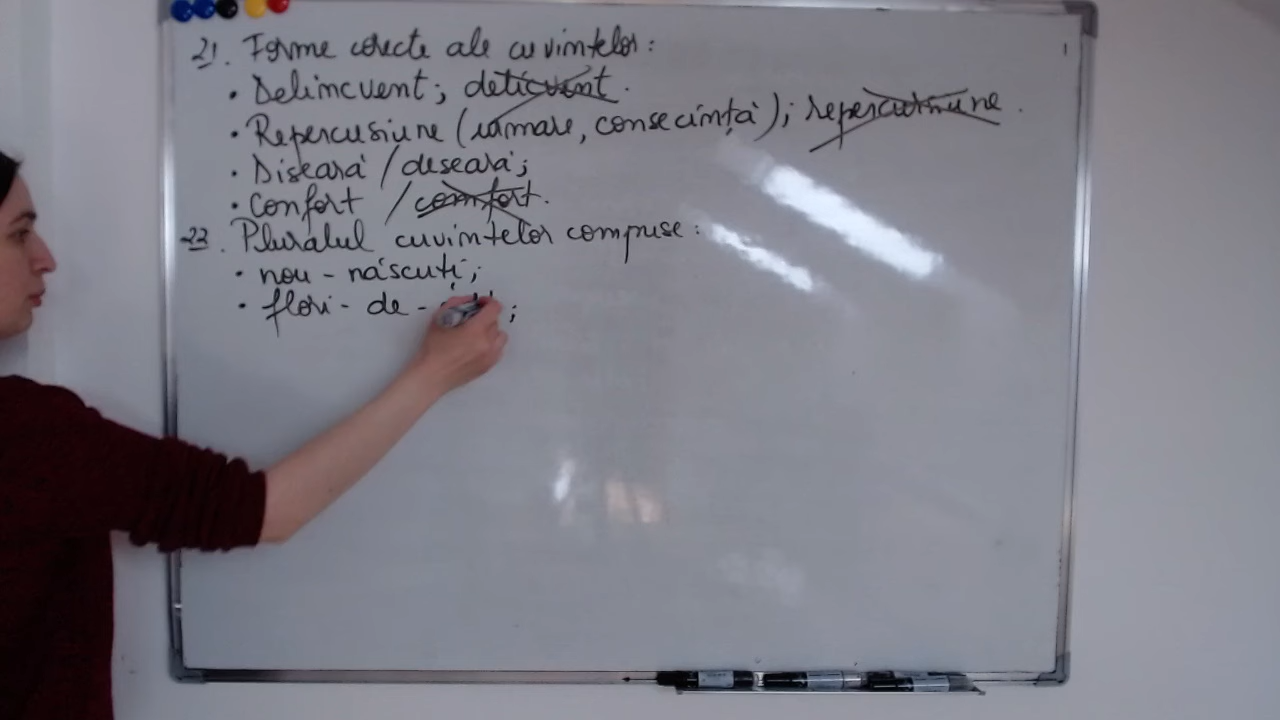 21. Forme corecte ale cuvintelor:
• Delincvent; delicvent.
• Repercusiune (urmare, consecință); repercursiune.
• Diseară / deseară;
• Confort / comfort.
22. Pluralul cuvintelor compuse:
• nou-născuți;
• flori-de- ;